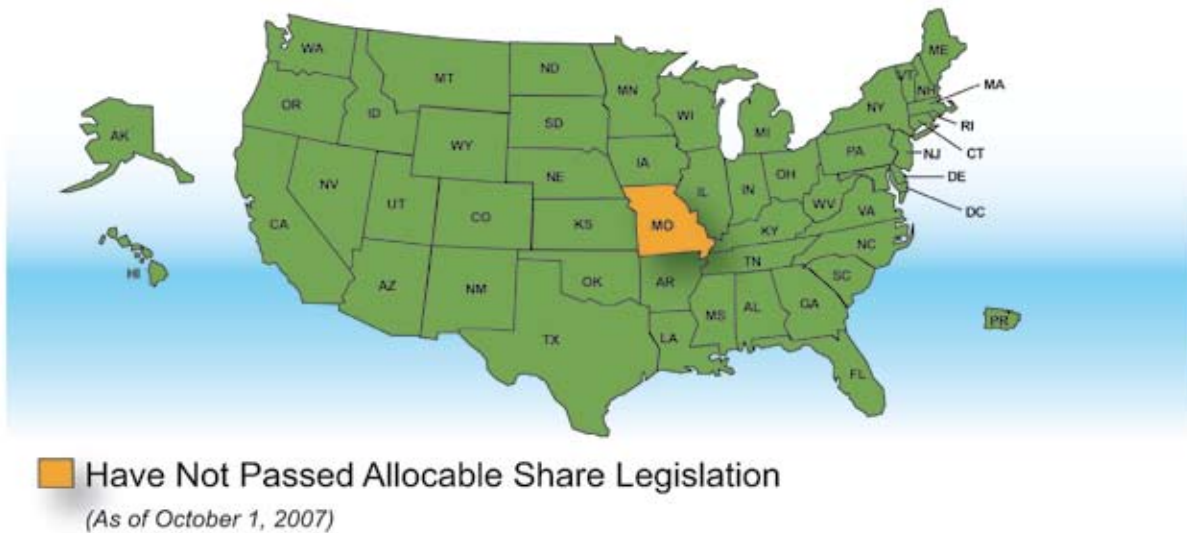 WA
MT
ND
MN
ME
VT
NH
MA
OR
ID
SD
WI
MI
NY
RI
CT
AK
WY
IA
PA
NJ
NE
IL
IN
OH
DE
NV
UT
CO
KS
MO
WV
VA
DC
CA
KY
NC
HI
AZ
NM
OK
AR
TN
SC
MS
AL
GA
PR
TX
LA
FL
Have Not Passed Allocable Share Legislation
(As of October 1, 2007)